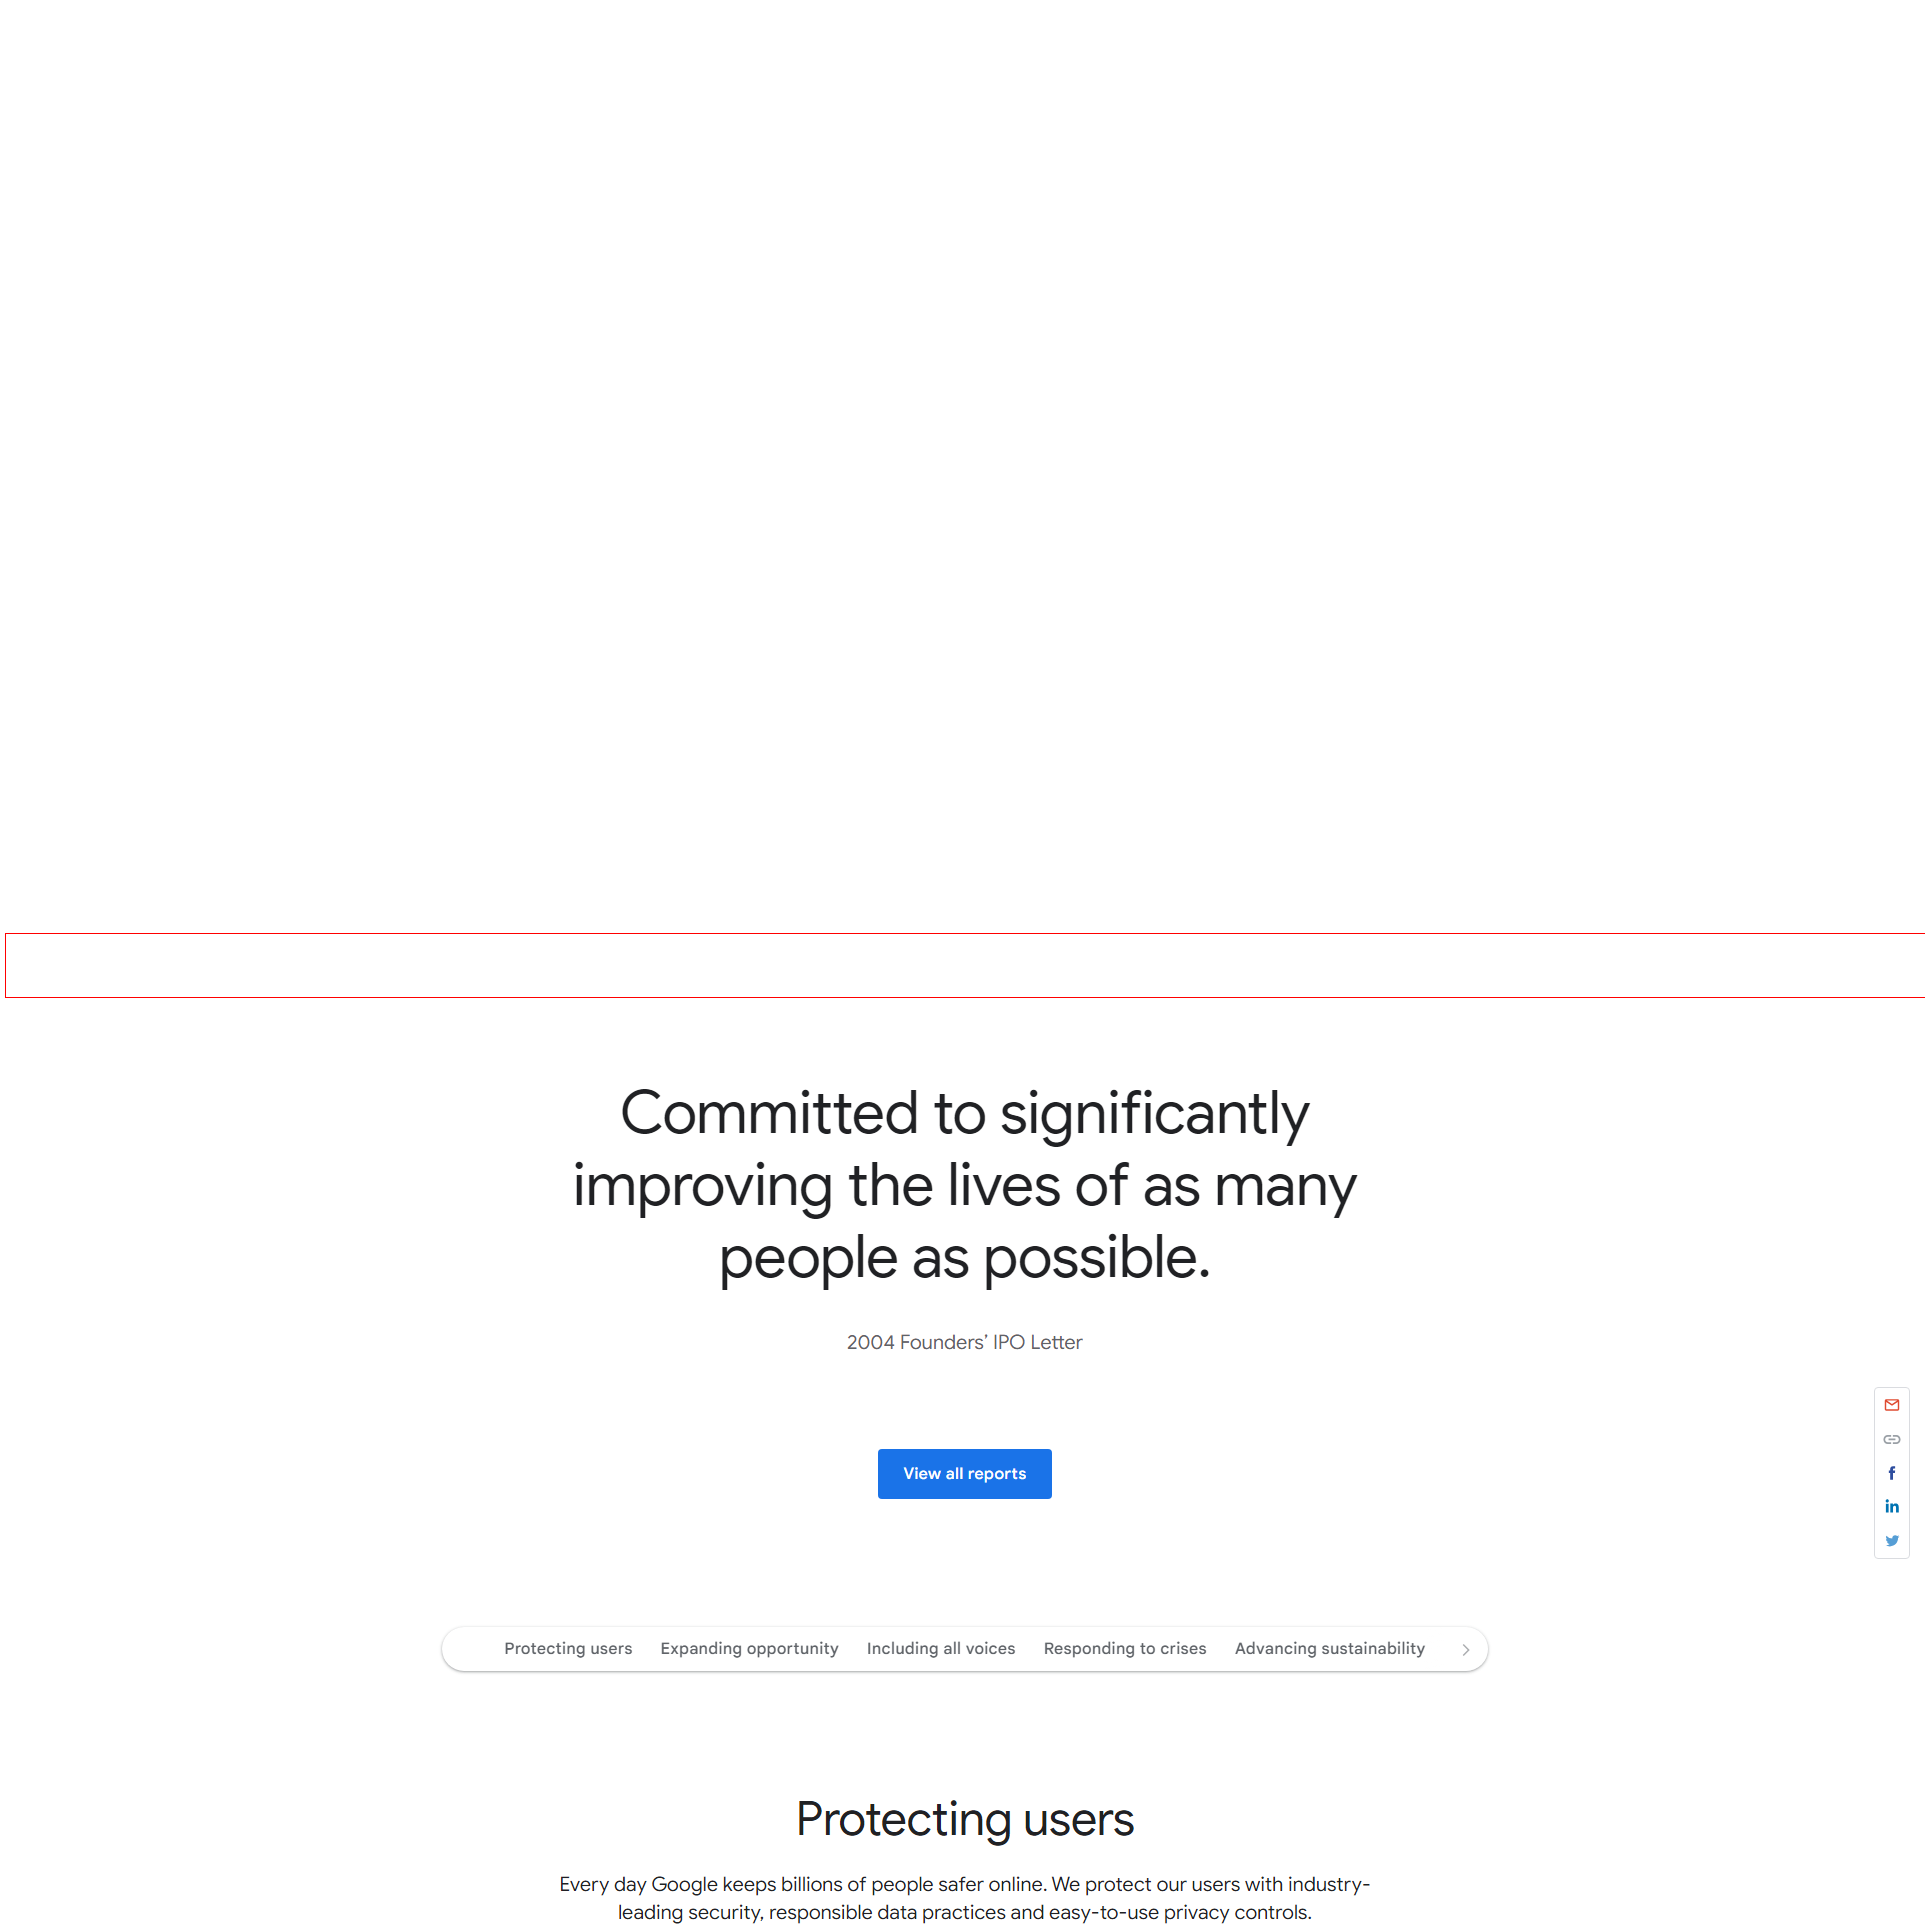 Committed to significantly
improving the lives of as many
people as possible.
2004 Founders’ IPO Letter
View all reports
Protecting users
Expanding opportunity
Including all voices
Responding to crises
Advancing sustainability
Protecting users
Every day Google keeps billions of people safer online. We protect our users with industry-
leading security, responsible data practices and easy-to-use privacy controls.